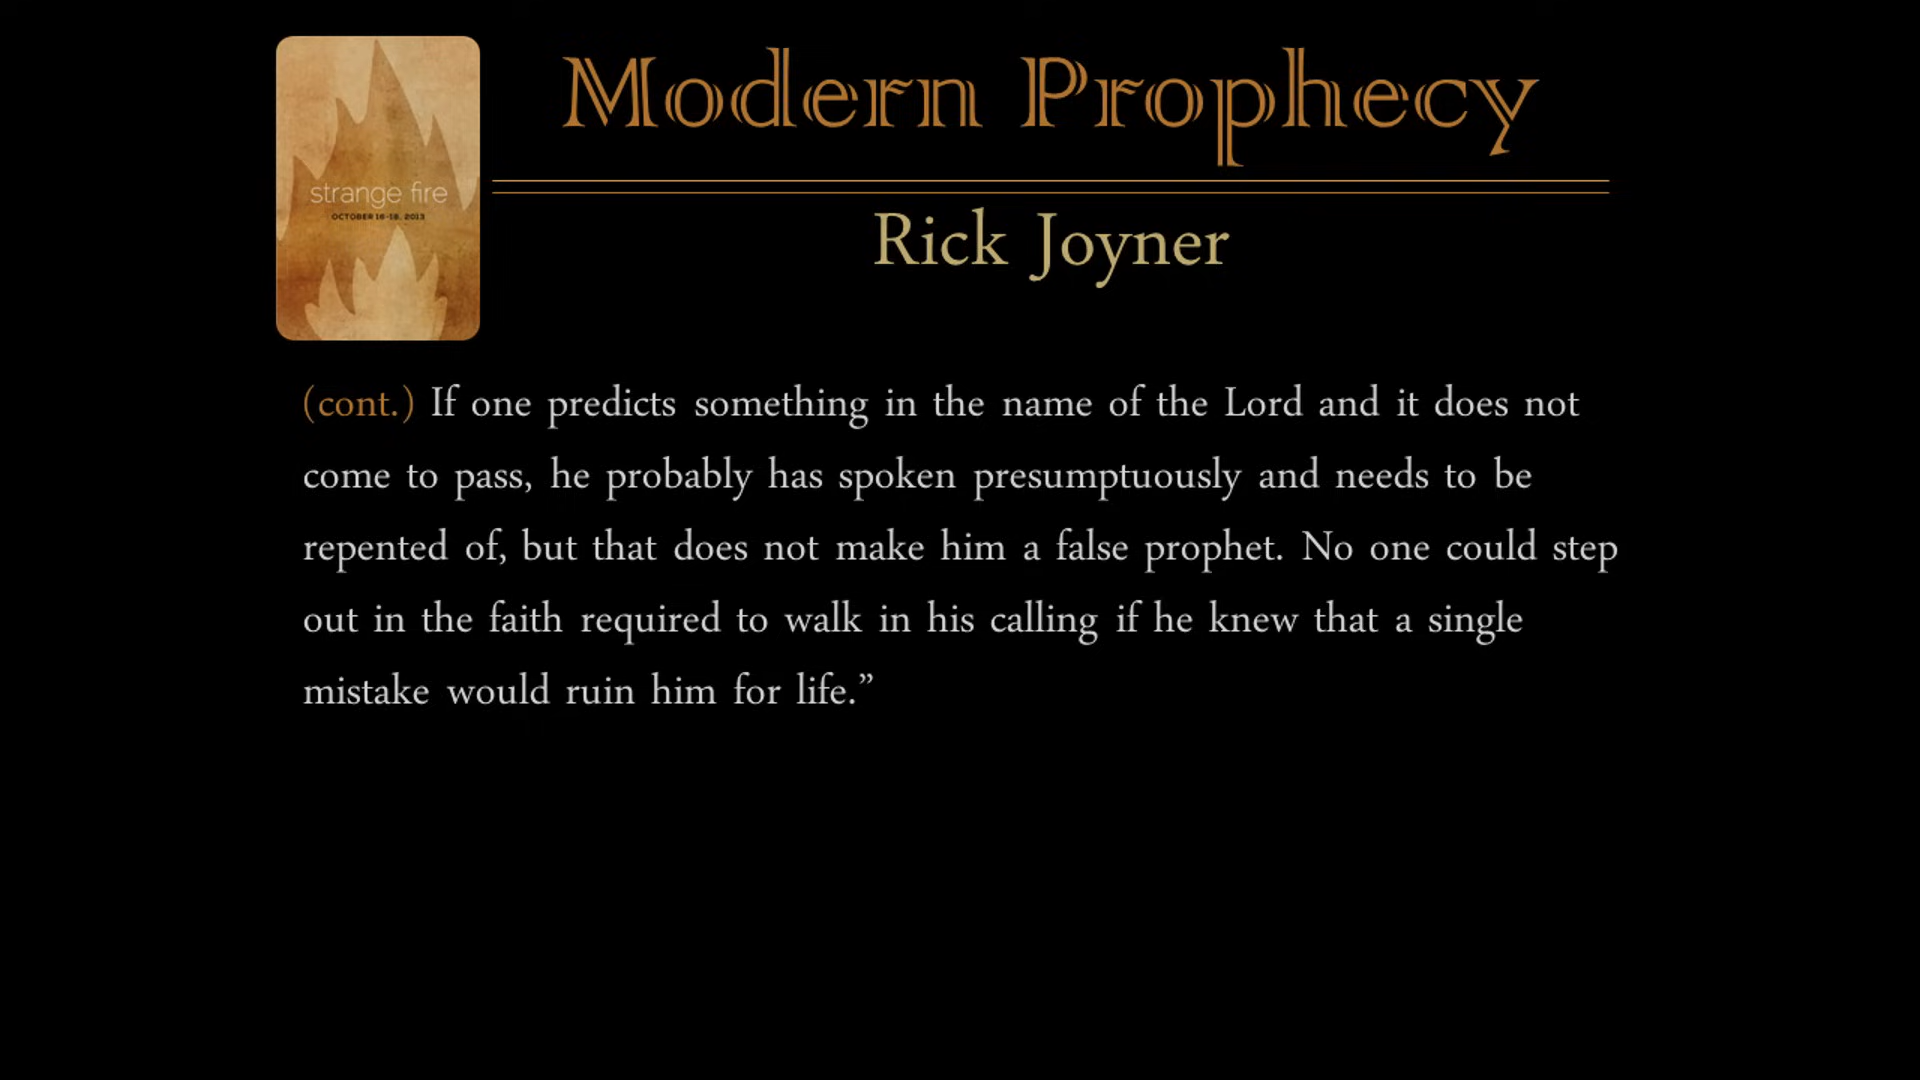 Modern Prophecy
strange fire
OCTOBER 16-18, 2013
Rick Joyner
(cont.) If one predicts something in the name of the Lord and it does not
come to pass, he probably has spoken presumptuously and needs to be
repented of, but that does not make him a false prophet. No one could step
out in the faith required to walk in his calling if he knew that a single
mistake would ruin him for life.”